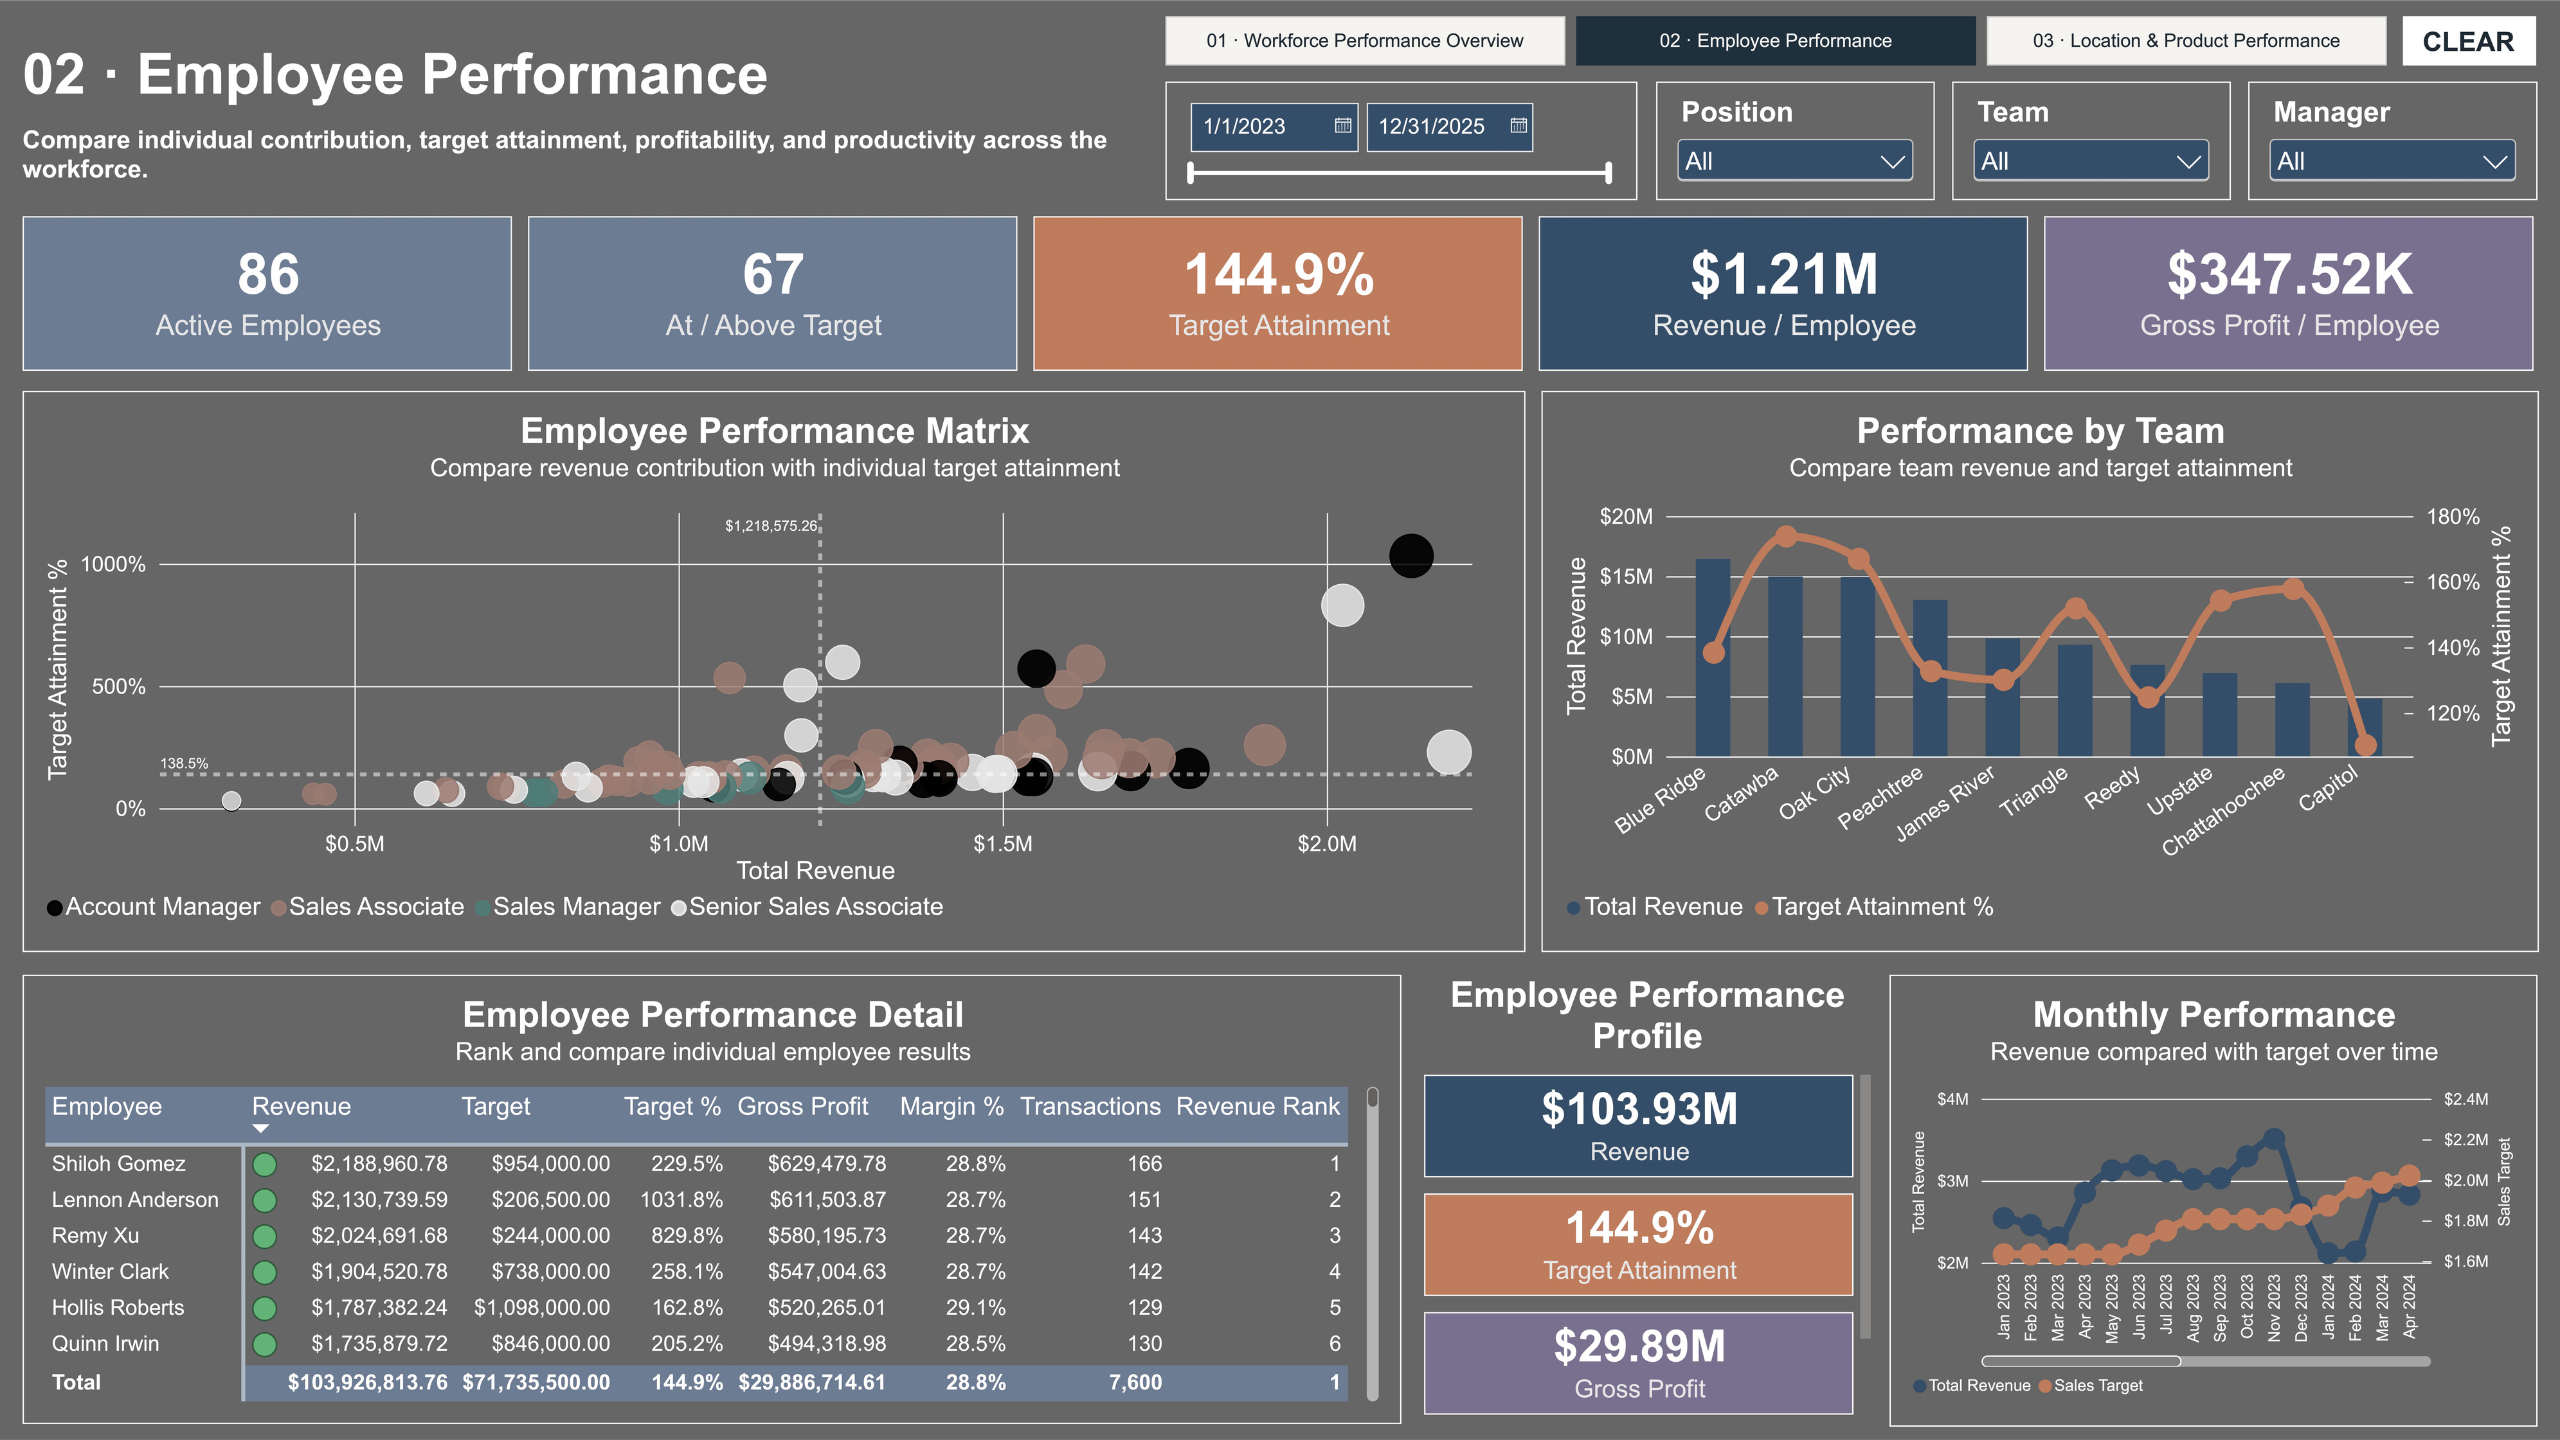 01 · Workforce Performance Overview
02 · Employee Performance
03 · Location & Product Performance
CLEAR
02 · Employee Performance
Compare individual contribution, target attainment, profitability, and productivity across the
workforce.
1/1/2023
12/31/2025
Position
All
Team
All
Manager
All
86
Active Employees
67
At / Above Target
144.9%
Target Attainment
$1.21M
Revenue / Employee
$347.52K
Gross Profit / Employee
Employee Performance Matrix
Compare revenue contribution with individual target attainment
Target Attainment %
1000%
500%
0%
$1,218,575.26
138.5%
$0.5M
$1.0M
$1.5M
$2.0M
Total Revenue
Account Manager Sales Associate Sales Manager Senior Sales Associate
Performance by Team
Compare team revenue and target attainment
Total Revenue
$20M
$15M
$10M
$5M
$0M
180%
160%
140%
120%
Target Attainment %
Blue Ridge
Catawba
Oak City
Peachtree
James River
Triangle
Reedy
Upstate
Chattahoochee
Capitol
Total Revenue Target Attainment %
Employee Performance Detail
Rank and compare individual employee results
Employee Revenue Target Target % Gross Profit Margin % Transactions Revenue Rank
Shiloh Gomez $2,188,960.78 $954,000.00 229.5% $629,479.78 28.8% 166 1
Lennon Anderson $2,130,739.59 $206,500.00 1031.8% $611,503.87 28.7% 151 2
Remy Xu $2,024,691.68 $244,000.00 829.8% $580,195.73 28.7% 143 3
Winter Clark $1,904,520.78 $738,000.00 258.1% $547,004.63 28.7% 142 4
Hollis Roberts $1,787,382.24 $1,098,000.00 162.8% $520,265.01 29.1% 129 5
Quinn Irwin $1,735,879.72 $846,000.00 205.2% $494,318.98 28.5% 130 6
Total $103,926,813.76 $71,735,500.00 144.9% $29,886,714.61 28.8% 7,600 1
Employee Performance
Profile
$103.93M
Revenue
144.9%
Target Attainment
$29.89M
Gross Profit
Monthly Performance
Revenue compared with target over time
Total Revenue
$4M
$3M
$2M
$2.4M
$2.2M
$2.0M
$1.8M
$1.6M
Sales Target
Jan 2023
Feb 2023
Mar 2023
Apr 2023
May 2023
Jun 2023
Jul 2023
Aug 2023
Sep 2023
Oct 2023
Nov 2023
Dec 2023
Jan 2024
Feb 2024
Mar 2024
Apr 2024
Total Revenue Sales Target